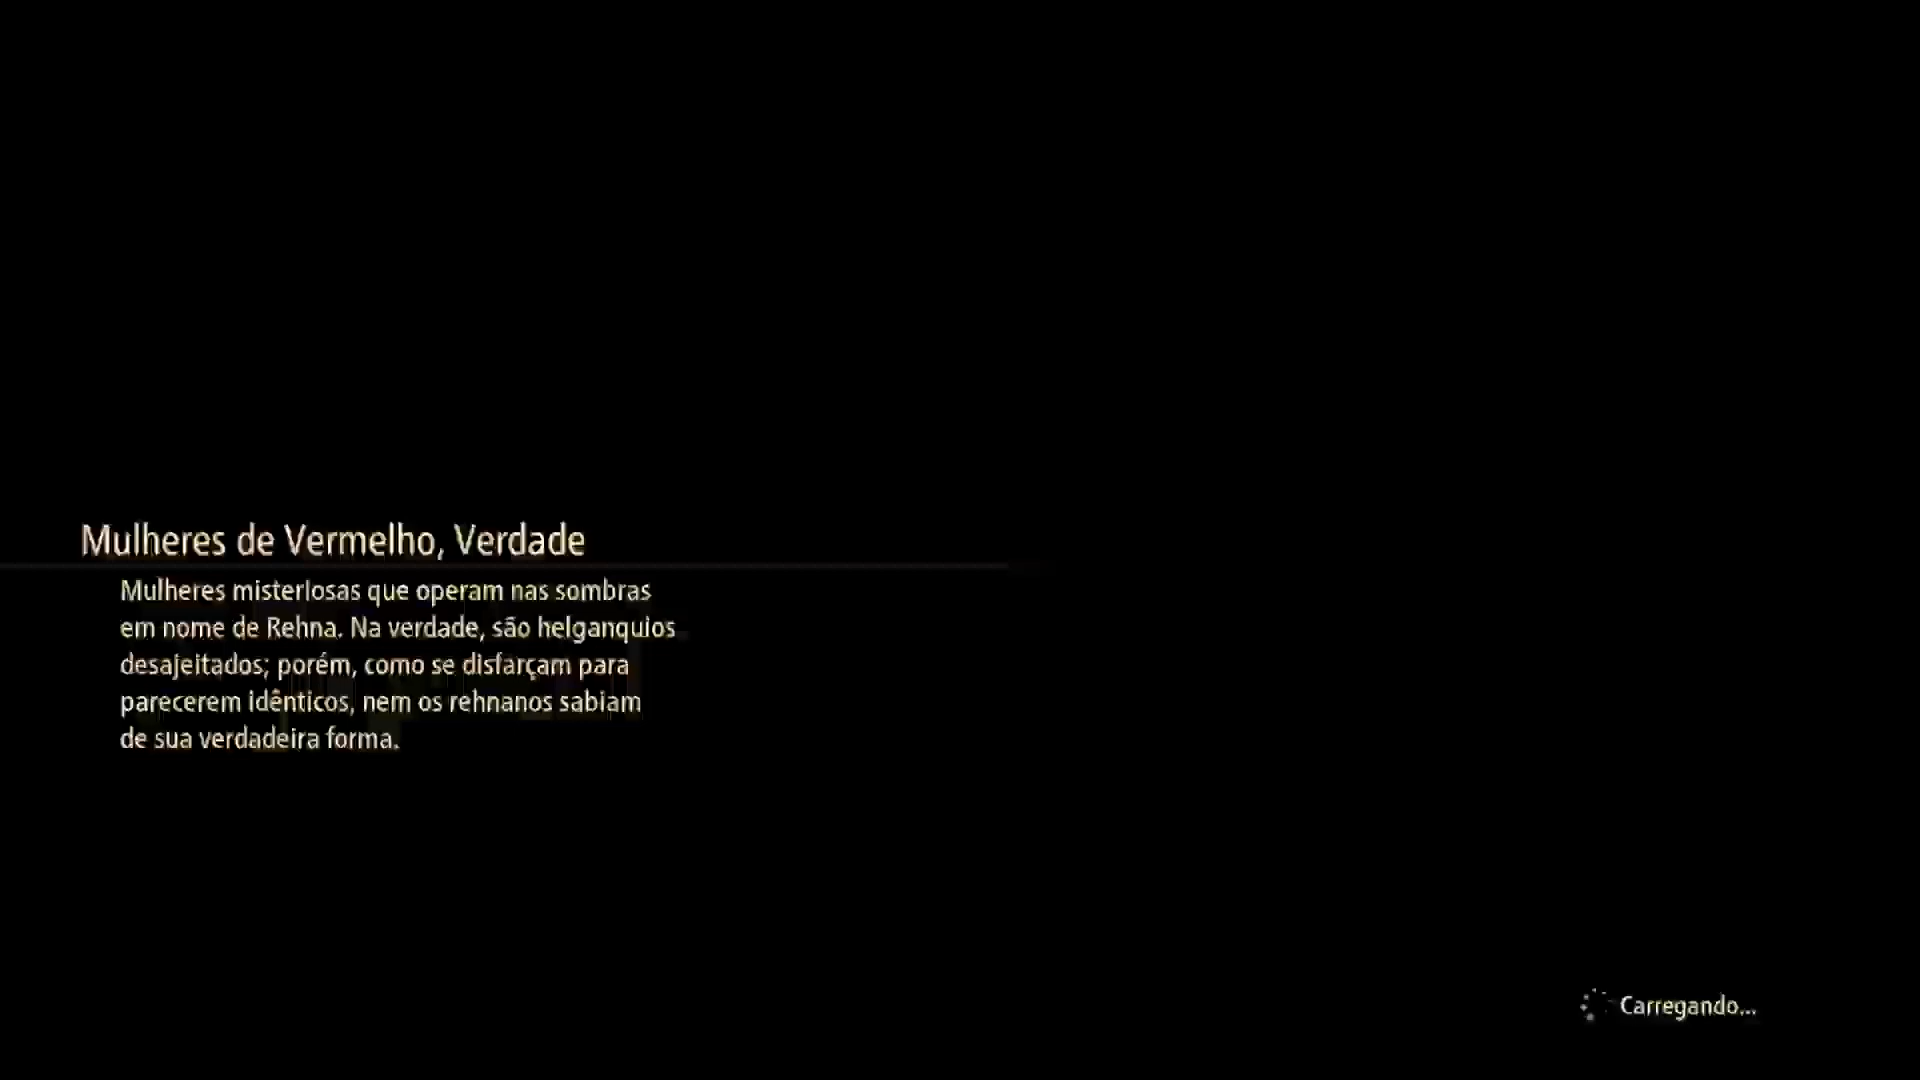 Mulheres de Vermelho, Verdade
Mulheres misteriosas que operam nas sombras
em nome de Rehna. Na verdade, são helganquios
desajeitados; porém, como se disfarçam para
parecerem idênticos, nem os rehnanos sabiam
de sua verdadeira forma.
Carregando...